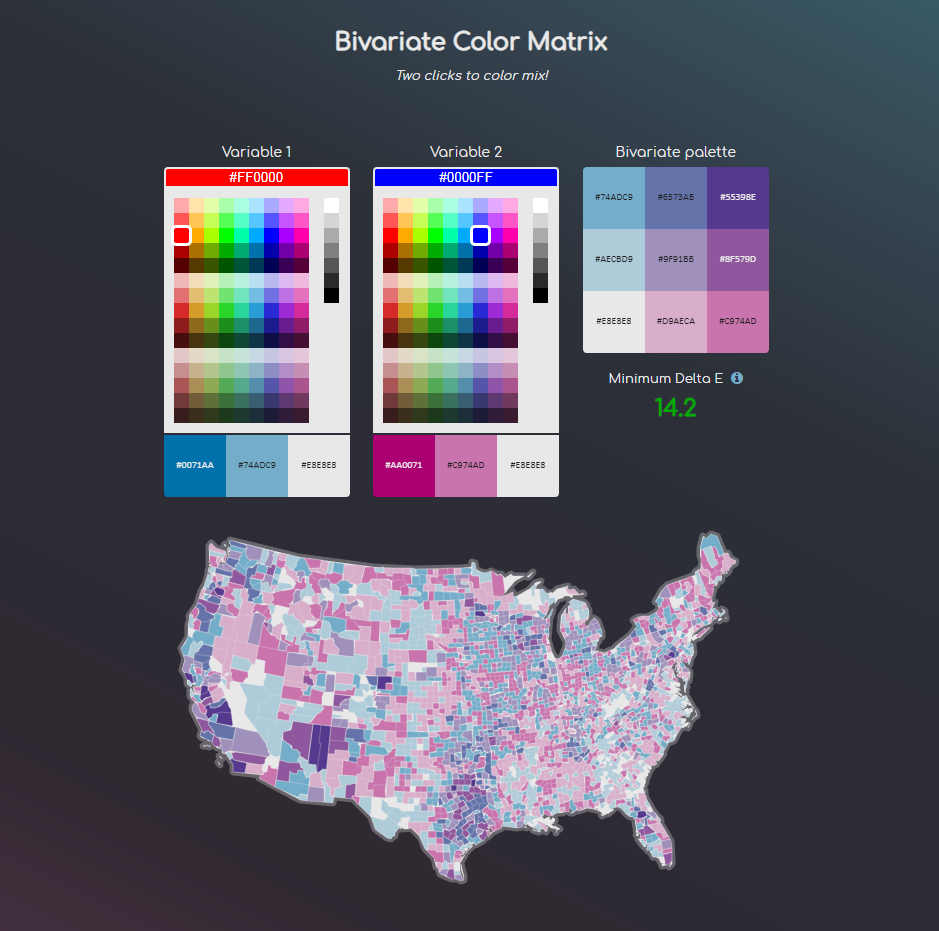 Bivariate Color Matrix
Two clicks to color mix!
Variable 1
Variable 2
Bivariate palette
#FF0000
#0000FF
#74ADC9
#6573AB
#55398E
#AECBD9
#9F91BB
#8F579D
#E8E8E8
#D9AECA
#C974AD
Minimum Delta E
14.2
#0071AA
#74ADC9
#E8E8E8
#AA0071
#C974AD
#E8E8E8